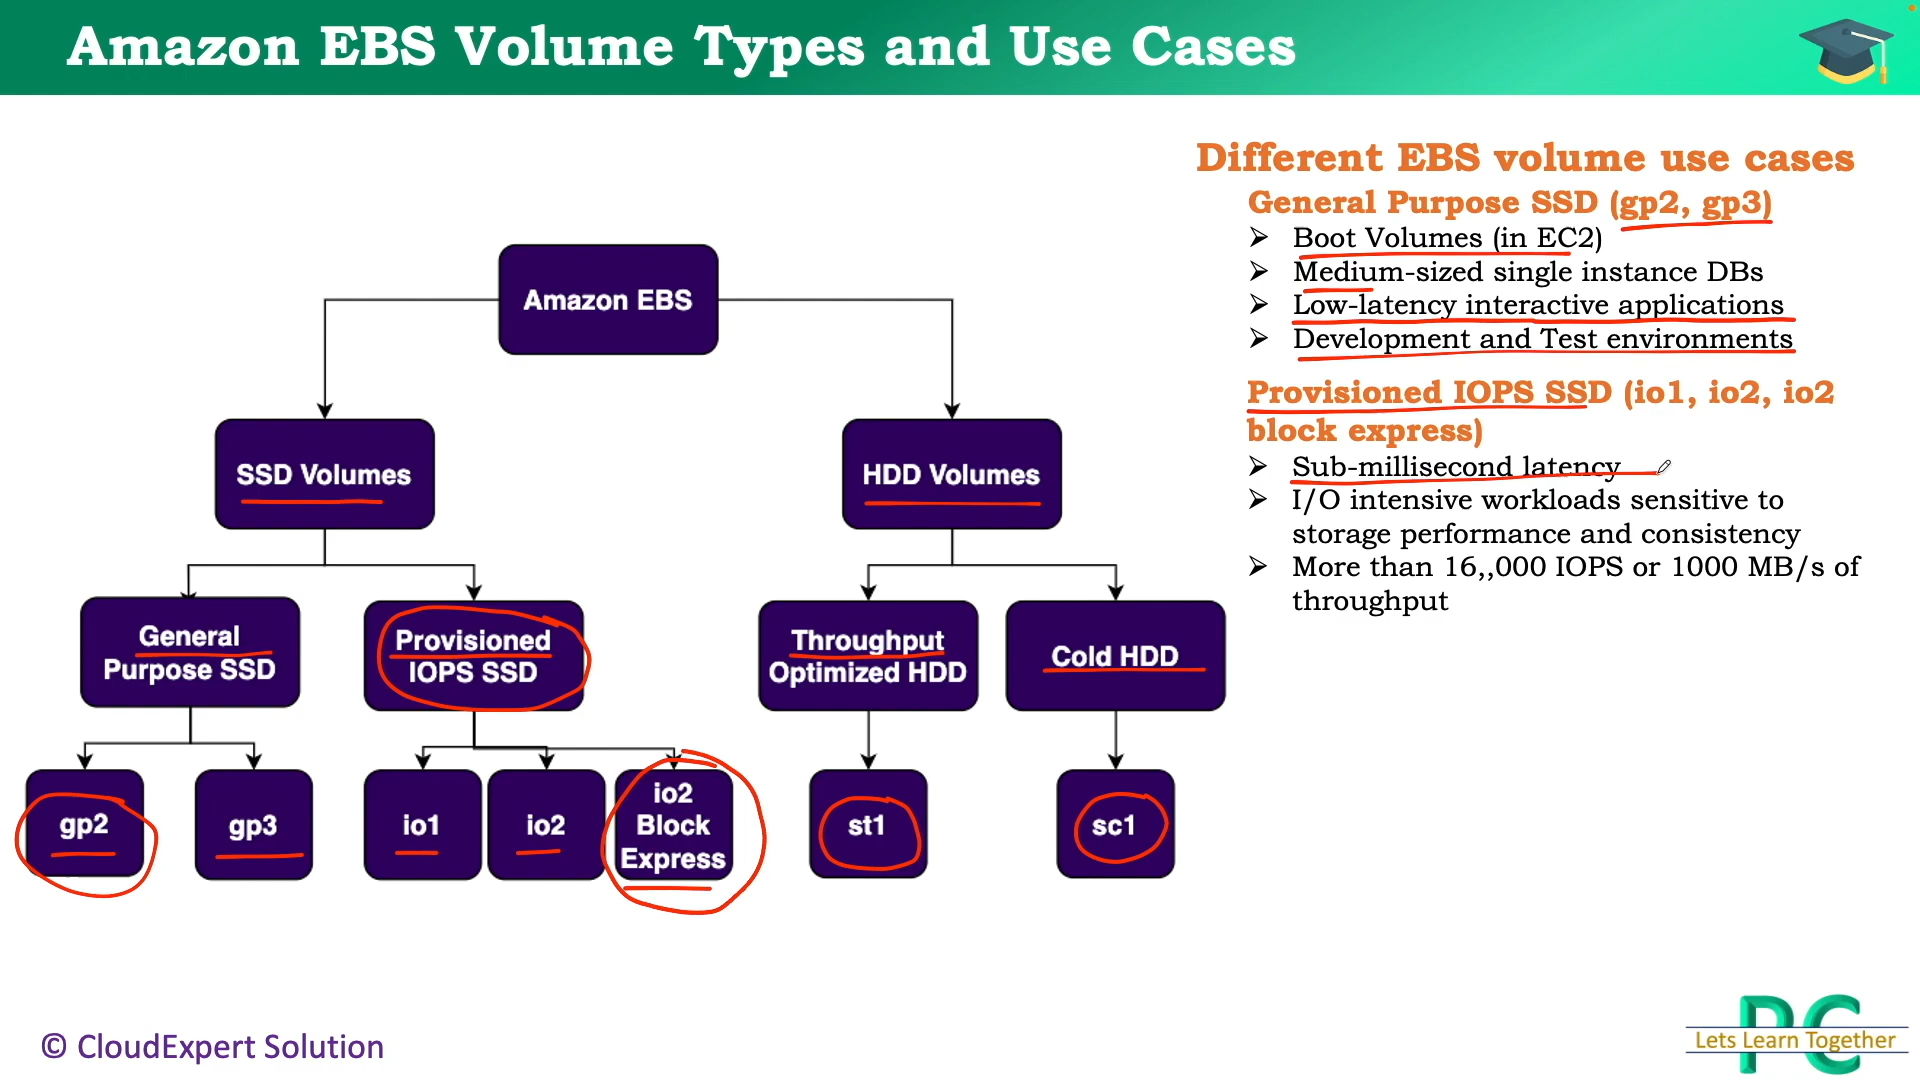 Amazon EBS Volume Types and Use Cases
Different EBS volume use cases
General Purpose SSD (gp2, gp3)
➢ Boot Volumes (in EC2)
➢ Medium-sized single instance DBs
➢ Low-latency interactive applications
➢ Development and Test environments
Provisioned IOPS SSD (io1, io2, io2
block express)
➢ Sub-millisecond latency
➢ I/O intensive workloads sensitive to
storage performance and consistency
➢ More than 16,,000 IOPS or 1000 MB/s of
throughput
Amazon EBS
SSD Volumes
HDD Volumes
General
Purpose SSD
Provisioned
IOPS SSD
Throughput
Optimized HDD
Cold HDD
gp2
gp3
io1
io2
io2
Block
Express
st1
sc1
© CloudExpert Solution
PC
Lets Learn Together